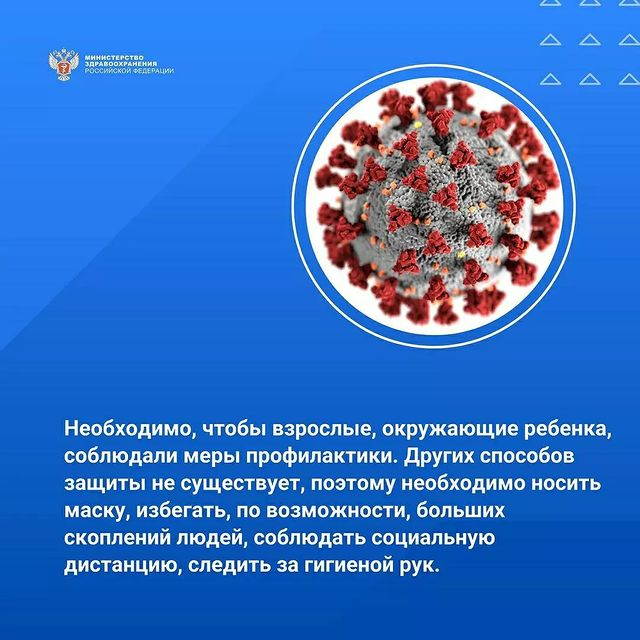 МИНИСТЕРСТВО
ЗДРАВООХРАНЕНИЯ
РОССИЙСКОЙ ФЕДЕРАЦИИ
Необходимо, чтобы взрослые, окружающие ребенка,
соблюдали меры профилактики. Других способов
защиты не существует, поэтому необходимо носить
маску, избегать, по возможности, больших
скоплений людей, соблюдать социальную
дистанцию, следить за гигиеной рук.